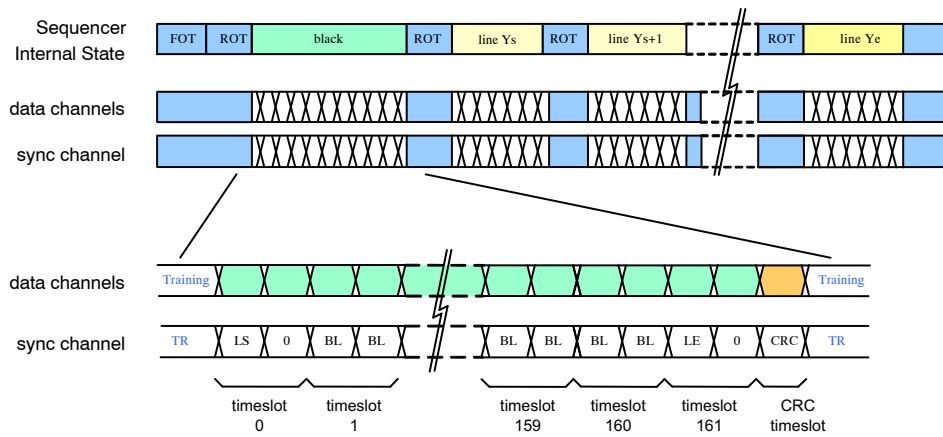 Sequencer
Internal State
FOT ROT black ROT line Ys ROT line Ys+1 ROT line Ye
data channels
sync channel
data channels Training Training
sync channel TR LS 0 BL BL BL BL BL BL LE 0 CRC TR
timeslot timeslot timeslot timeslot timeslot CRC
0 1 159 160 161 timeslot